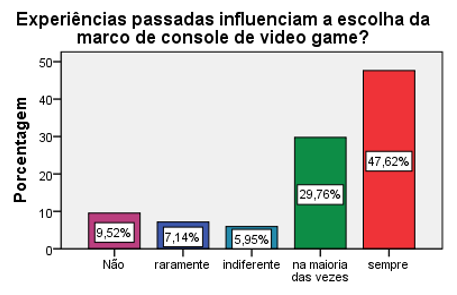 Experiências passadas influenciam a escolha da
marco de console de video game?
Porcentagem
50
40
30
20
10
0
9,52%
7,14%
5,95%
29,76%
47,62%
Não
raramente
indiferente
na maioria
das vezes
sempre